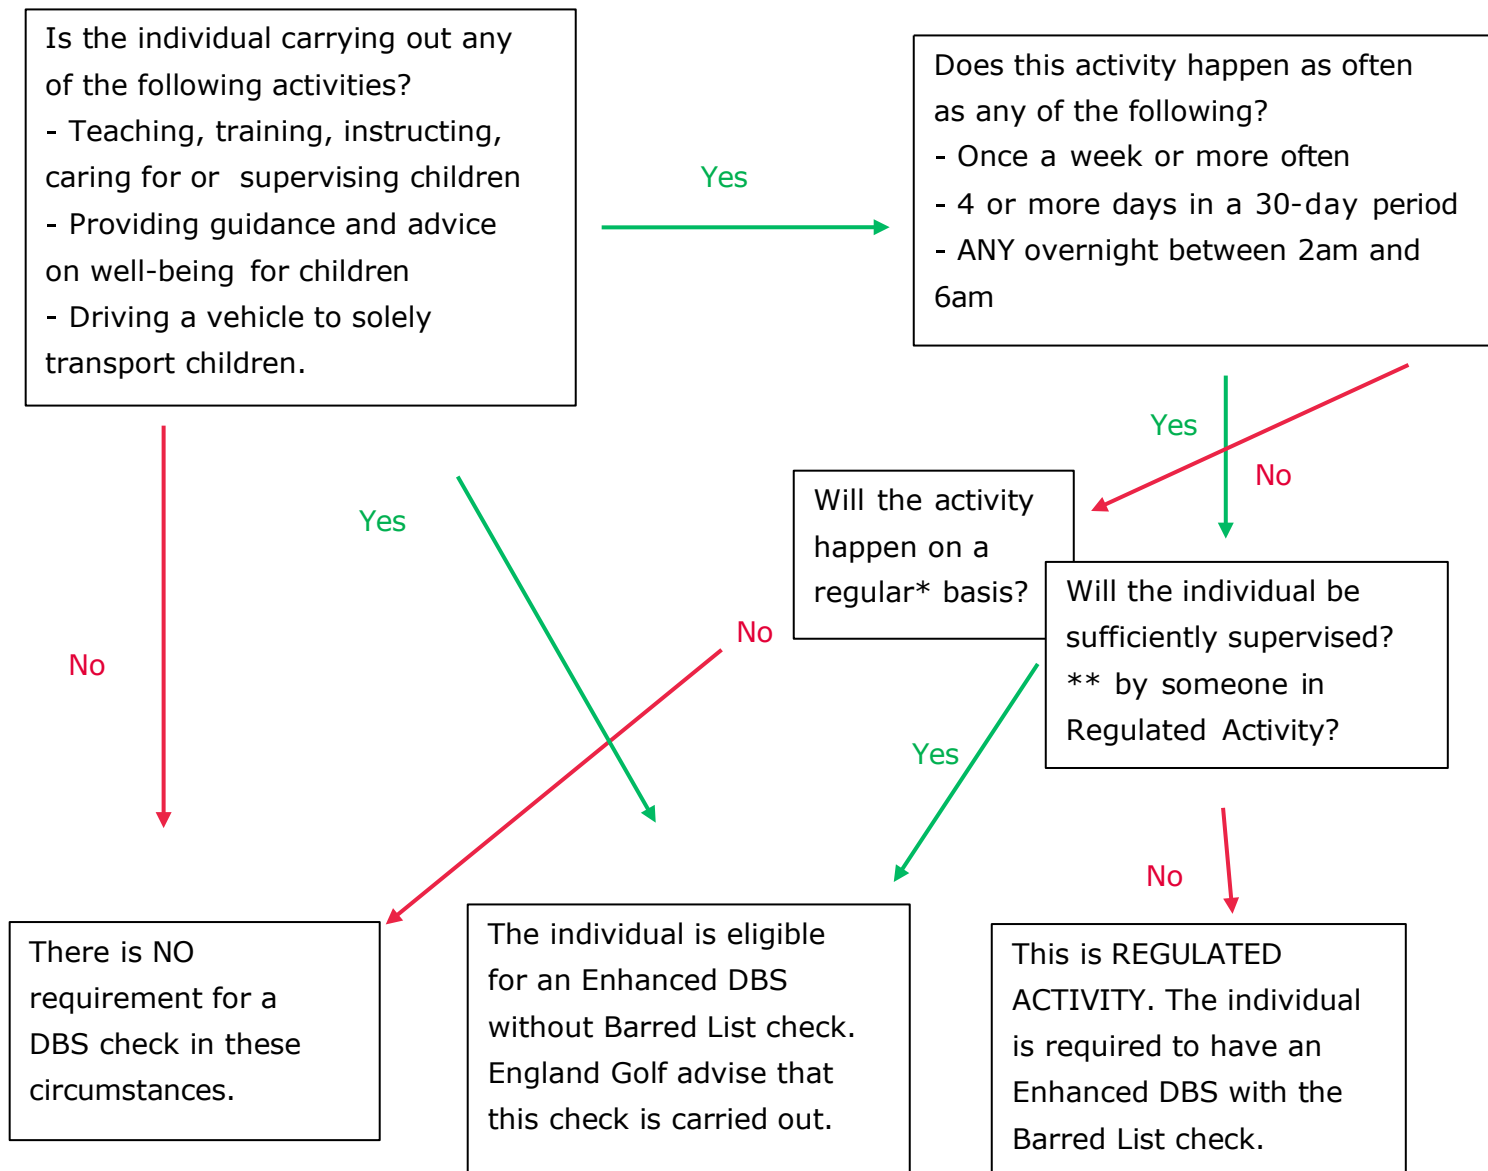 Is the individual carrying out any
of the following activities?
- Teaching, training, instructing,
caring for or supervising children
- Providing guidance and advice
on well-being for children
- Driving a vehicle to solely
transport children.
Yes
Does this activity happen as often
as any of the following?
- Once a week or more often
- 4 or more days in a 30-day period
- ANY overnight between 2am and
6am
Yes
No
Yes
Will the activity
happen on a
regular* basis?
No
No
Will the individual be
sufficiently supervised?
** by someone in
Regulated Activity?
Yes
No
There is NO
requirement for a
DBS check in these
circumstances.
The individual is eligible
for an Enhanced DBS
without Barred List check.
England Golf advise that
this check is carried out.
This is REGULATED
ACTIVITY. The individual
is required to have an
Enhanced DBS with the
Barred List check.